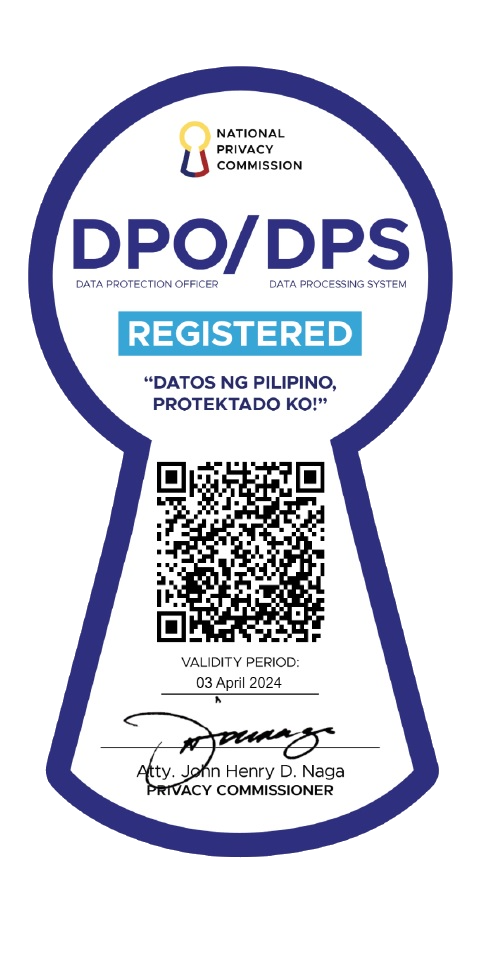 NATIONAL
PRIVACY
COMMISSION
DPO/DPS
DATA PROTECTION OFFICER DATA PROCESSING SYSTEM
REGISTERED
“DATOS NG PILIPINO,
PROTEKTADO KO!”
VALIDITY PERIOD:
03 April 2024
Atty. John Henry D. Naga
PRIVACY COMMISSIONER